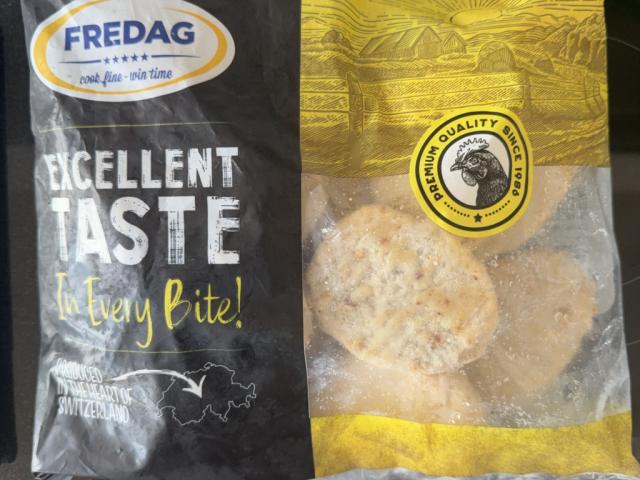 FREDAG
cook fine - win time
EXCELLENT
TASTE
In Every Bite!
PRODUCED
IN THE HEART OF
SWITZERLAND
PREMIUM QUALITY SINCE 1986